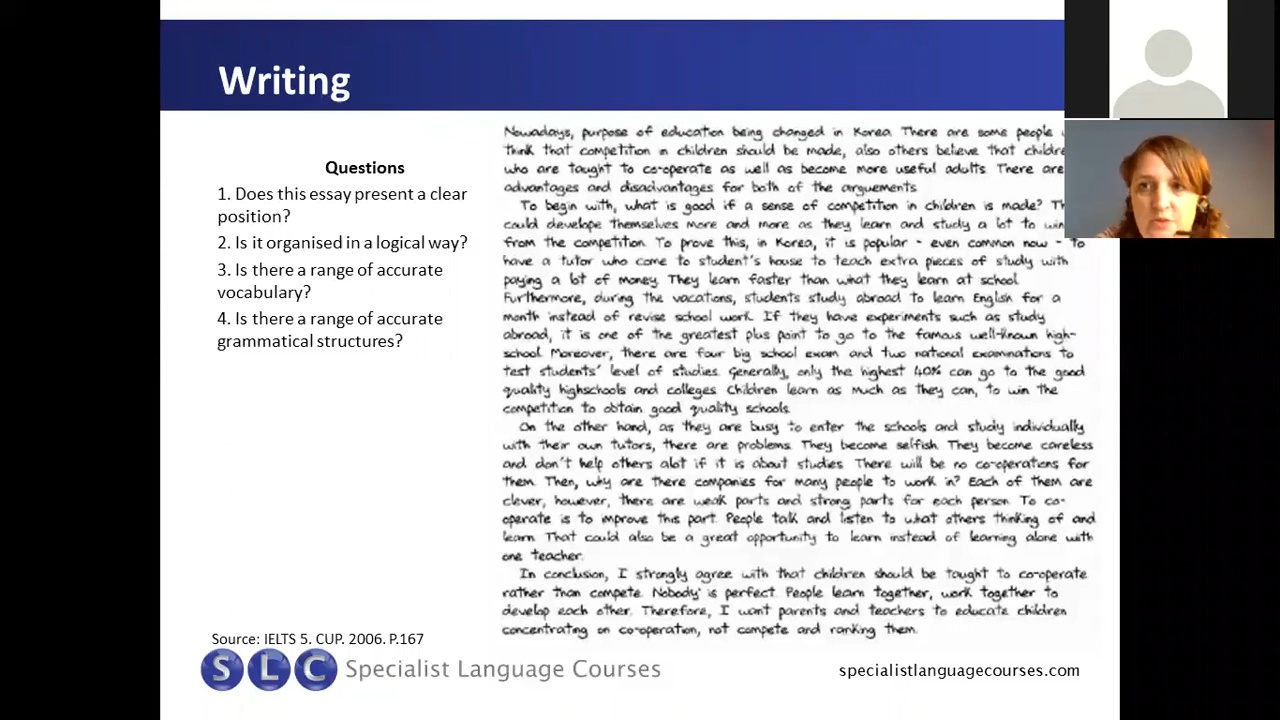 Writing
Questions
1. Does this essay present a clear
position?
2. Is it organised in a logical way?
3. Is there a range of accurate
vocabulary?
4. Is there a range of accurate
grammatical structures?
Nowadays, purpose of education being changed in Korea. There are some people
think that competition in children should be made, also others believe that
who are taught to co-operate as well as become more useful adults. There are
advantages and disadvantages for both of the arguements.
To begin with, what is good if a sense of competition in children is made?
could develope themselves more and more as they learn and study a lot to win
from the competition. To prove this, in Korea, it is popular - even common now - to
have a tutor who come to student's house to teach extra pieces of study with
paying a lot of money. They learn faster than what they learn at school.
Furthermore, during the vacations, students study abroad to learn English for a
month instead of revise school work. If they have experiments such as study
abroad, it is one of the greatest plus point to go to the famous well-known high-
school. Moreover, there are four big school exam and two national examinations to
test students' level of studies. Generally, only the highest 40% can go to the good
quality highschools and colleges. Children learn as much as they can, to win the
competition to obtain good quality schools.
On the other hand, as they are busy to enter the schools and study individually
with their own tutors, there are problems. They become selfish. They become careless
and don't help others alot if it is about studies. There will be no co-operations for
them. Then, why are there companies for many people to work in? Each of them are
clever, however, there are weak parts and strong parts for each person. To co-
operate is to improve this part. People talk and listen to what others thinking of and
learn. That could also be a great opportunity to learn instead of learning alone with
one teacher.
In conclusion, I strongly agree with that children should be taught to co-operate
rather than compete. Nobody is perfect. People learn together, work together to
develop each other. Therefore, I want parents and teachers to educate children
concentrating on co-operation, not compete and ranking them.
Source: IELTS 5. CUP. 2006. P.167
SLC Specialist Language Courses
specialistlanguagecourses.com